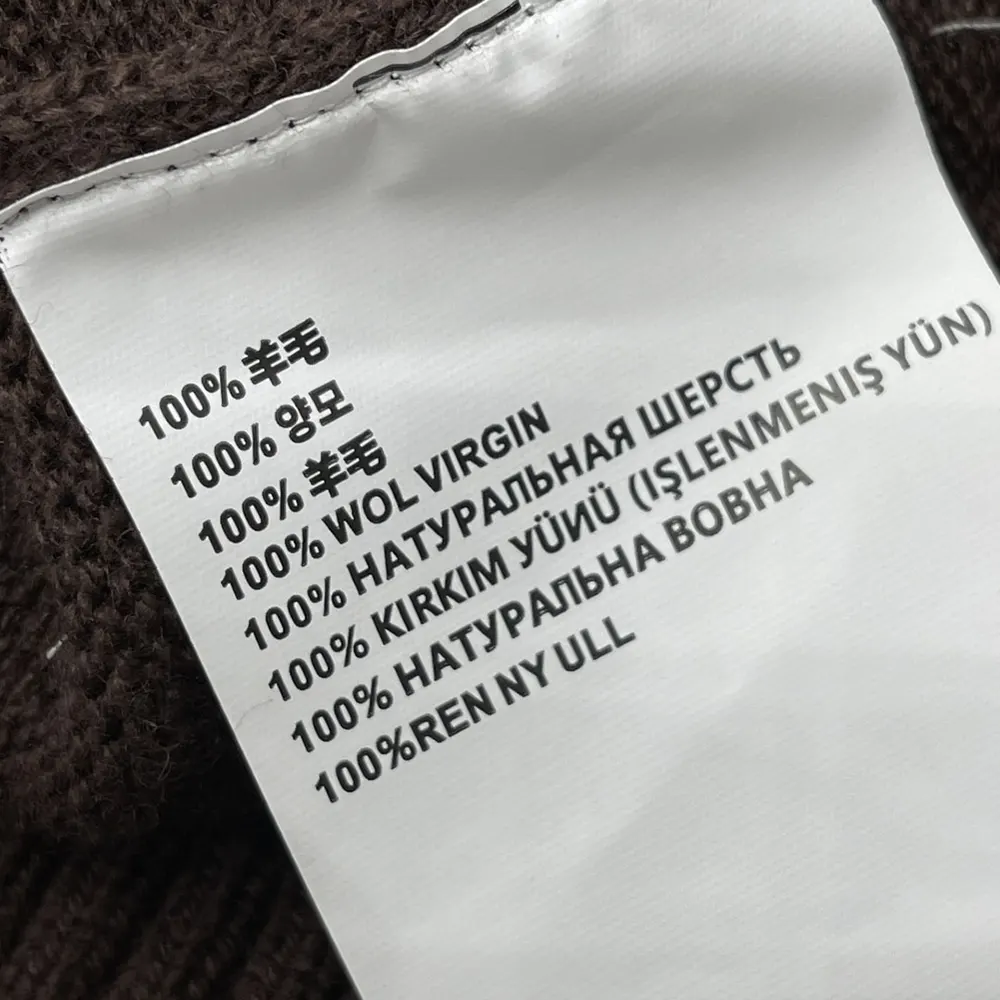 100% 羊毛
100% 양모
100% 羊毛
100% WOL VIRGIN
100% НАТУРАЛЬНАЯ ШЕРСТЬ
100% KIRKIM УÜИÜ (IŞLENMENIŞ YÜN)
100% НАТУРАЛЬНА ВОВНА
100%REN NY ULL